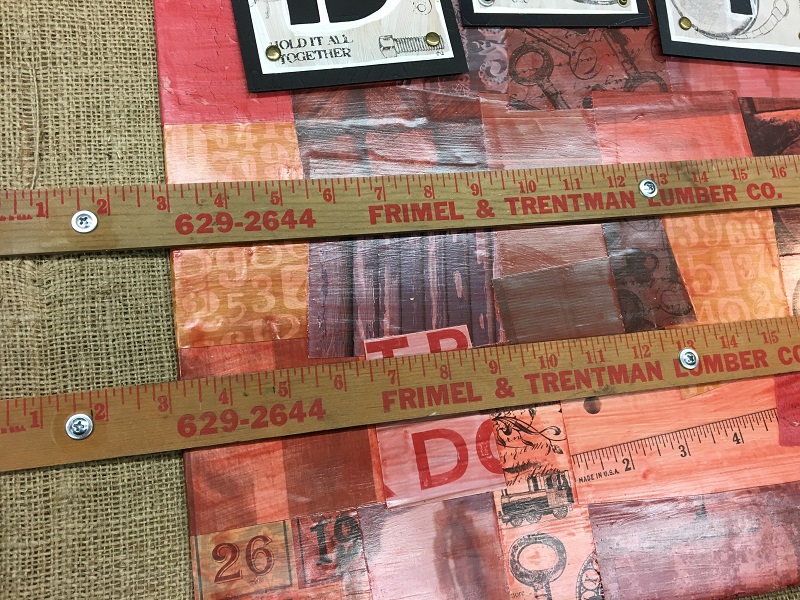 HOLD IT ALL
TOGETHER
1 2 3 4 5 6 7 8 9 10 11 12 13 14 15 16
629-2644 FRIMEL & TRENTMAN LUMBER CO.
1 2 3 4 5 6 7 8 9 10 11 12 13 14 15
629-2644 FRIMEL & TRENTMAN LUMBER CO
DO
2 3 4
MADE IN U.S.A.
26 19